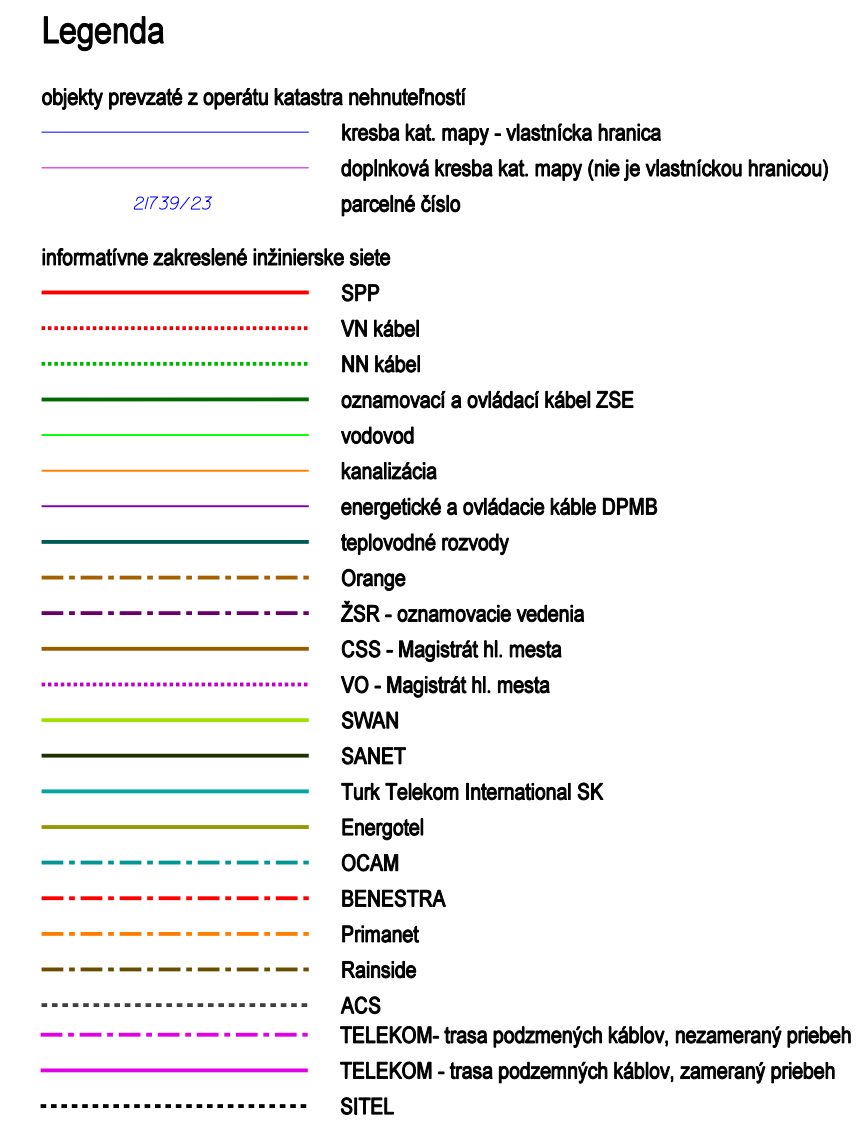 Legenda
objekty prevzaté z operátu katastra nehnuteľností
kresba kat. mapy - vlastnícka hranica
doplnková kresba kat. mapy (nie je vlastníckou hranicou)
21739/23 parcelné číslo
informatívne zakreslené inžinierske siete
SPP
VN kábel
NN kábel
oznamovací a ovládací kábel ZSE
vodovod
kanalizácia
energetické a ovládacie káble DPMB
teplovodné rozvody
Orange
ŽSR - oznamovacie vedenia
CSS - Magistrát hl. mesta
VO - Magistrát hl. mesta
SWAN
SANET
Turk Telekom International SK
Energotel
OCAM
BENESTRA
Primanet
Rainside
ACS
TELEKOM- trasa podzmených káblov, nezameraný priebeh
TELEKOM - trasa podzemných káblov, zameraný priebeh
SITEL